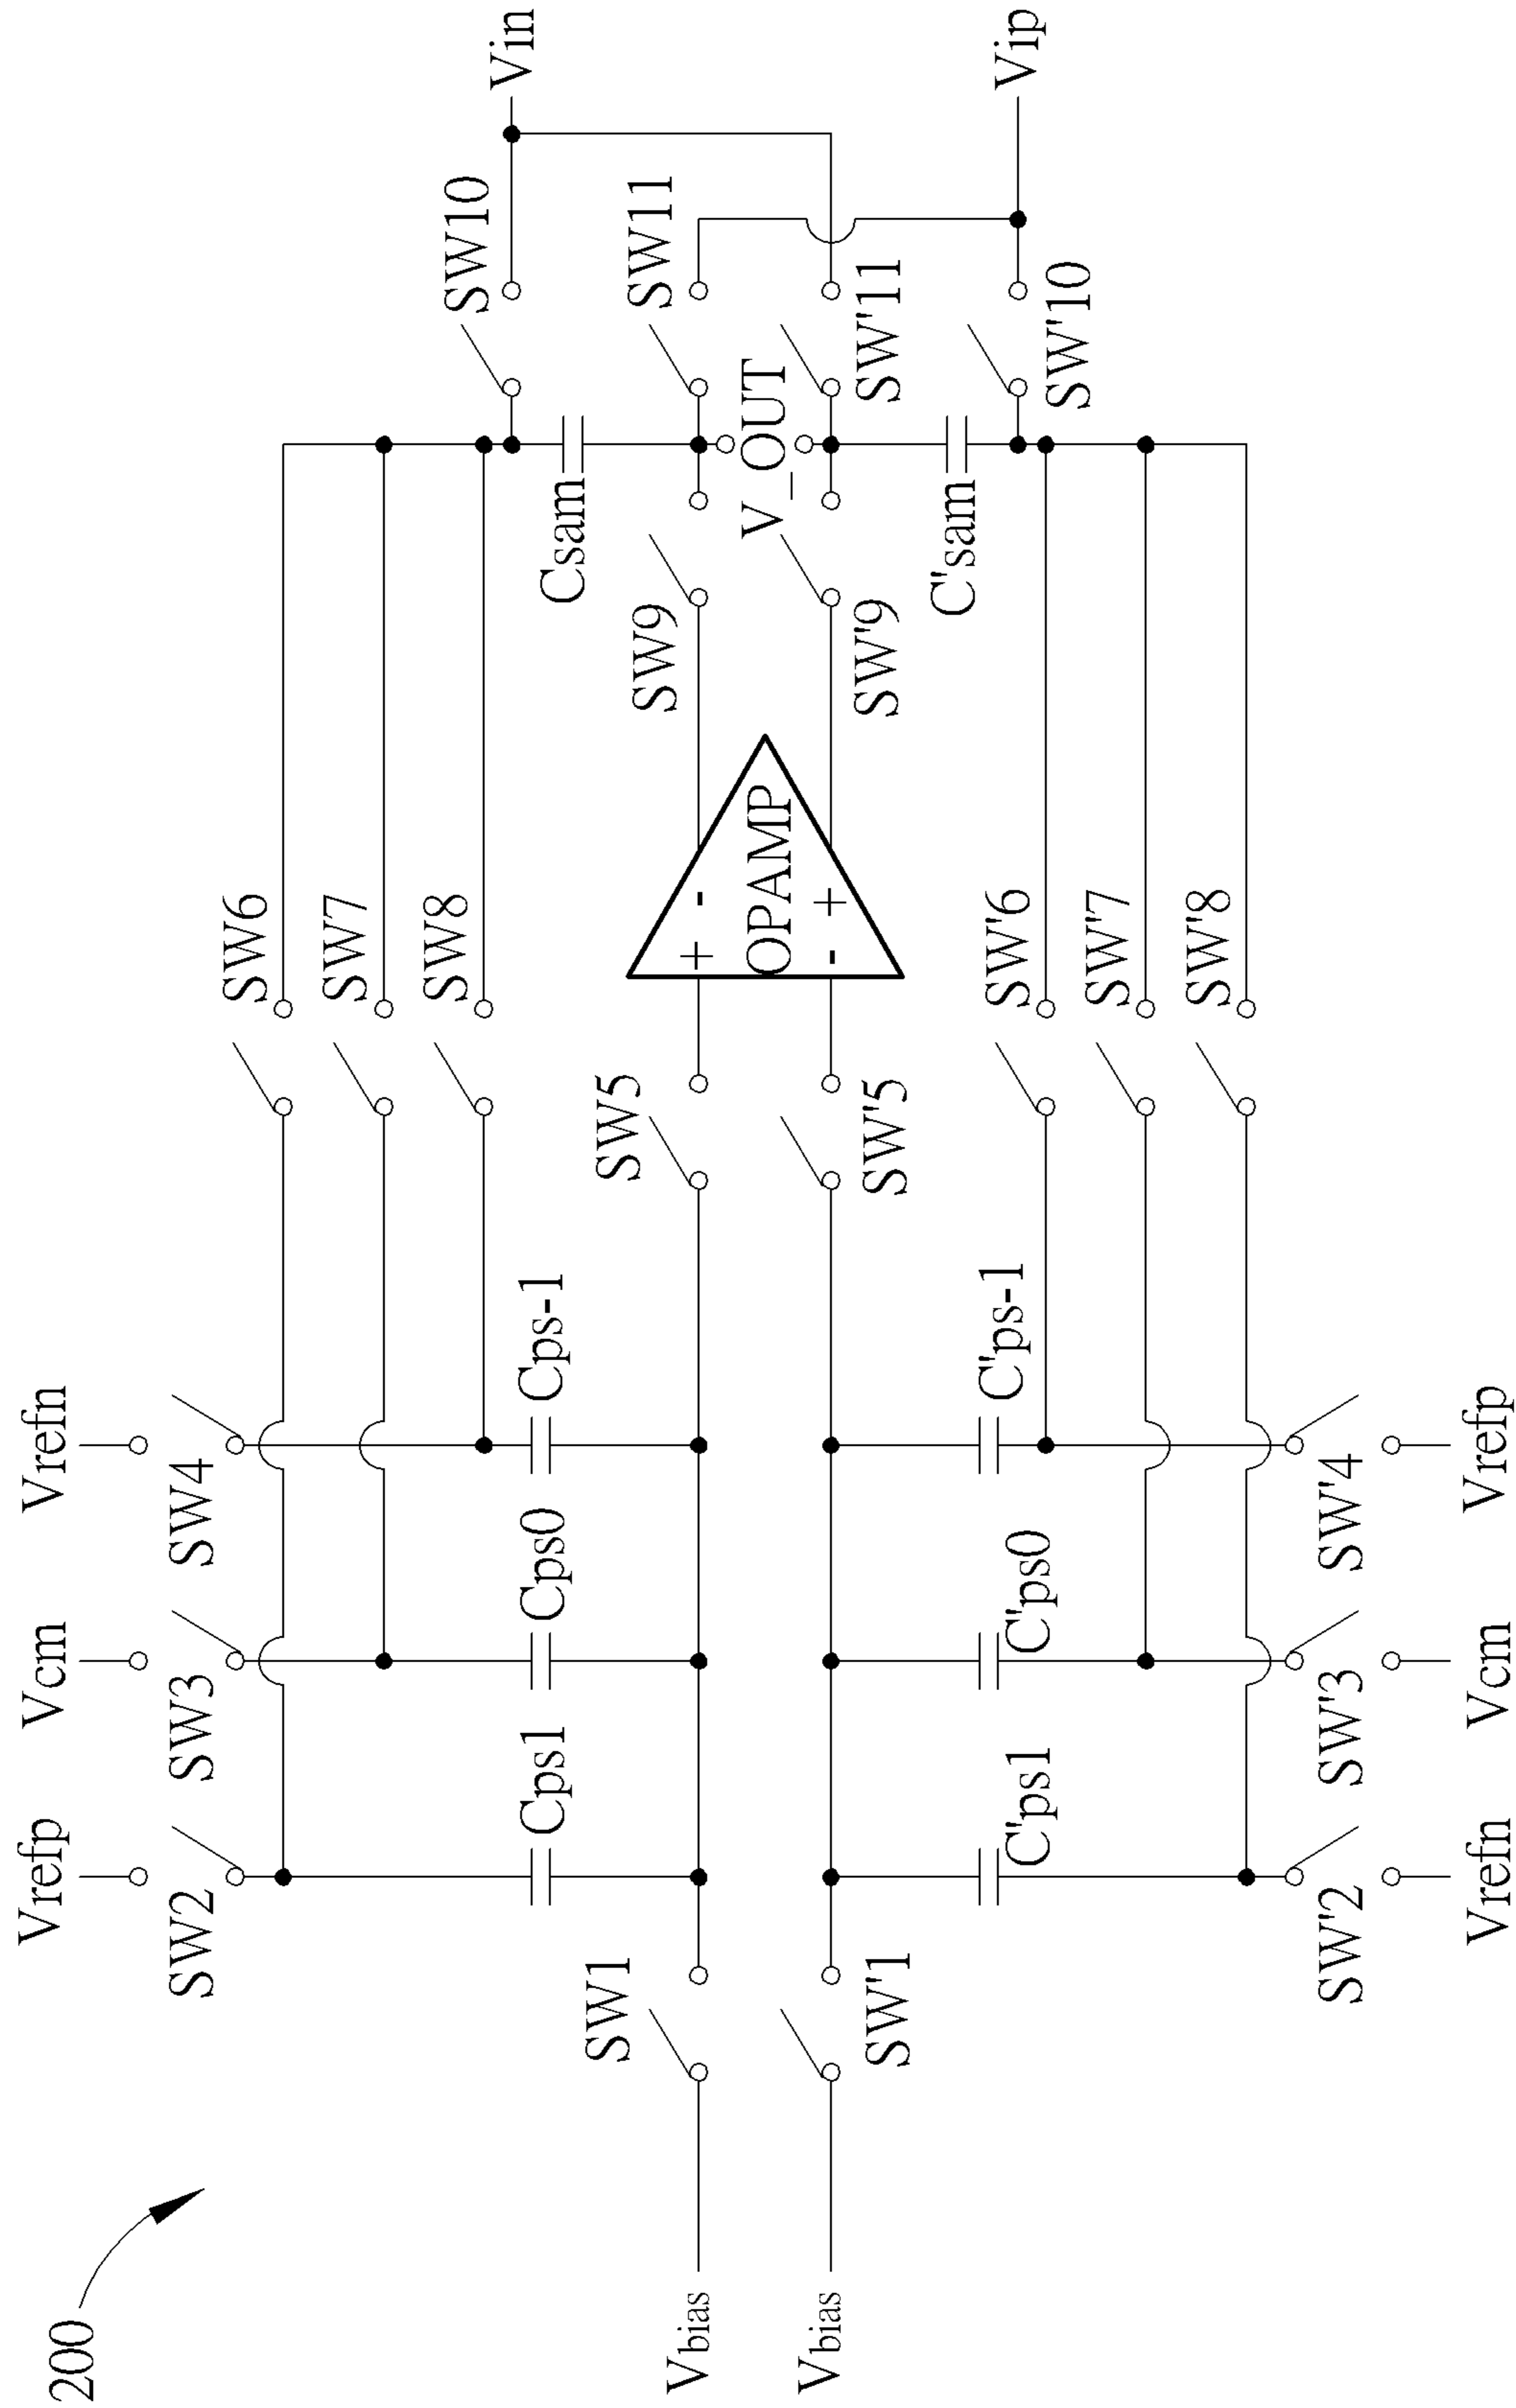 200
Vrefp
Vcm
Vrefn
SW2
SW3
SW4
SW6
SW7
SW8
SW10
Vin
Cps1
Cps0
Cps-1
Csam
SW1
SW5
SW9
SW11
Vbias
+
-
OPAMP
V_OUT
Vbias
-
+
SW'1
SW'5
SW'9
SW'11
C'ps1
C'ps0
C'ps-1
C'sam
Vip
SW'6
SW'10
SW'7
SW'8
SW'2
SW'3
SW'4
Vrefn
Vcm
Vrefp